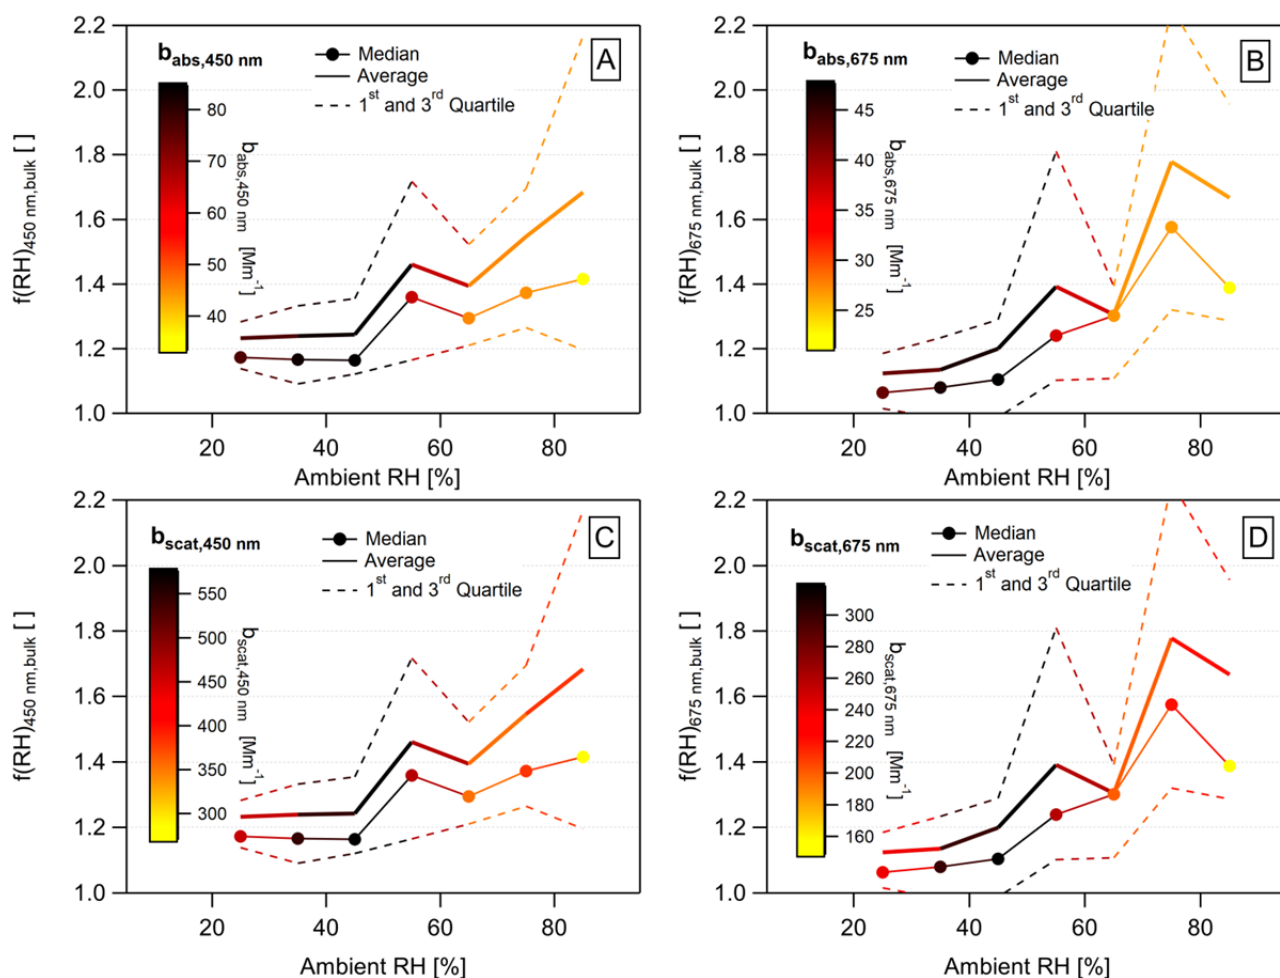 2.2
2.0
1.8
1.6
1.4
1.2
1.0
f(RH)450 nm,bulk [ ]
b abs,450 nm
80
70
60
50
40
b abs,450 nm [Mm-1]
Median
Average
1st and 3rd Quartile
A
20 40 60 80
Ambient RH [%]
2.2
2.0
1.8
1.6
1.4
1.2
1.0
f(RH)675 nm,bulk [ ]
b abs,675 nm
45
40
35
30
25
b abs,675 nm [Mm-1]
Median
Average
1st and 3rd Quartile
B
20 40 60 80
Ambient RH [%]
2.2
2.0
1.8
1.6
1.4
1.2
1.0
f(RH)450 nm,bulk [ ]
b scat,450 nm
550
500
450
400
350
300
b scat,450 nm [Mm-1]
Median
Average
1st and 3rd Quartile
C
20 40 60 80
Ambient RH [%]
2.2
2.0
1.8
1.6
1.4
1.2
1.0
f(RH)675 nm,bulk [ ]
b scat,675 nm
300
280
260
240
220
200
180
160
b scat,675 nm [Mm-1]
Median
Average
1st and 3rd Quartile
D
20 40 60 80
Ambient RH [%]